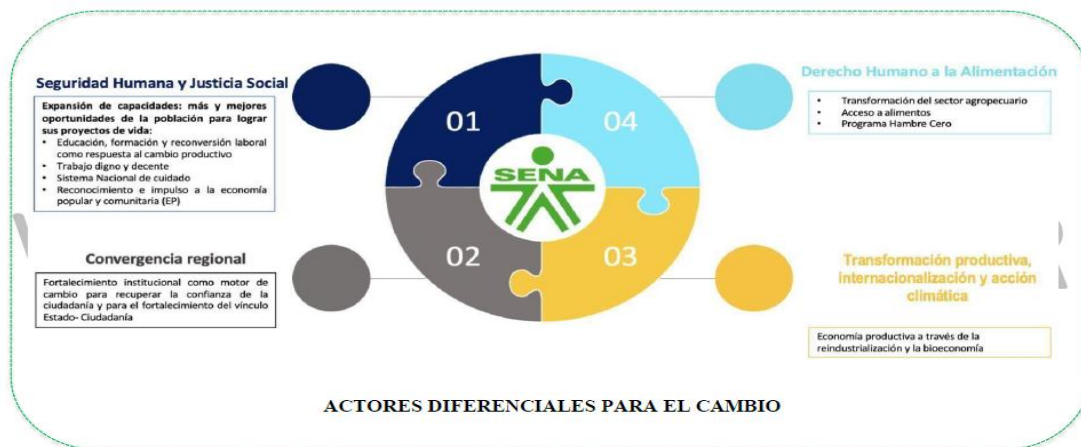 Seguridad Humana y Justicia Social
Expansión de capacidades: más y mejores
oportunidades de la población para lograr
sus proyectos de vida:
• Educación, formación y reconversión laboral
como respuesta al cambio productivo
• Trabajo digno y decente
• Sistema Nacional de cuidado
• Reconocimiento e impulso a la economía
popular y comunitaria (EP)
01
04
SENA
Derecho Humano a la Alimentación
• Transformación del sector agropecuario
• Acceso a alimentos
• Programa Hambre Cero
Convergencia regional
Fortalecimiento institucional como motor de
cambio para recuperar la confianza de la
ciudadanía y para el fortalecimiento del vínculo
Estado- Ciudadanía
02
03
Transformación productiva,
internacionalización y acción
climática
Economía productiva a través de la
reindustrialización y la bioeconomía
ACTORES DIFERENCIALES PARA EL CAMBIO